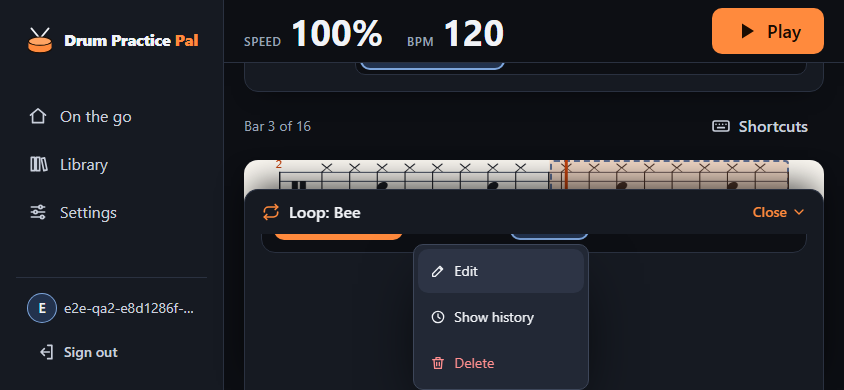 Drum Practice Pal
SPEED 100% BPM 120
Play
On the go
Library
Settings
E e2e-qa2-e8d1286f-...
Sign out
Bar 3 of 16
Shortcuts
2
Loop: Bee
Close
Edit
Show history
Delete